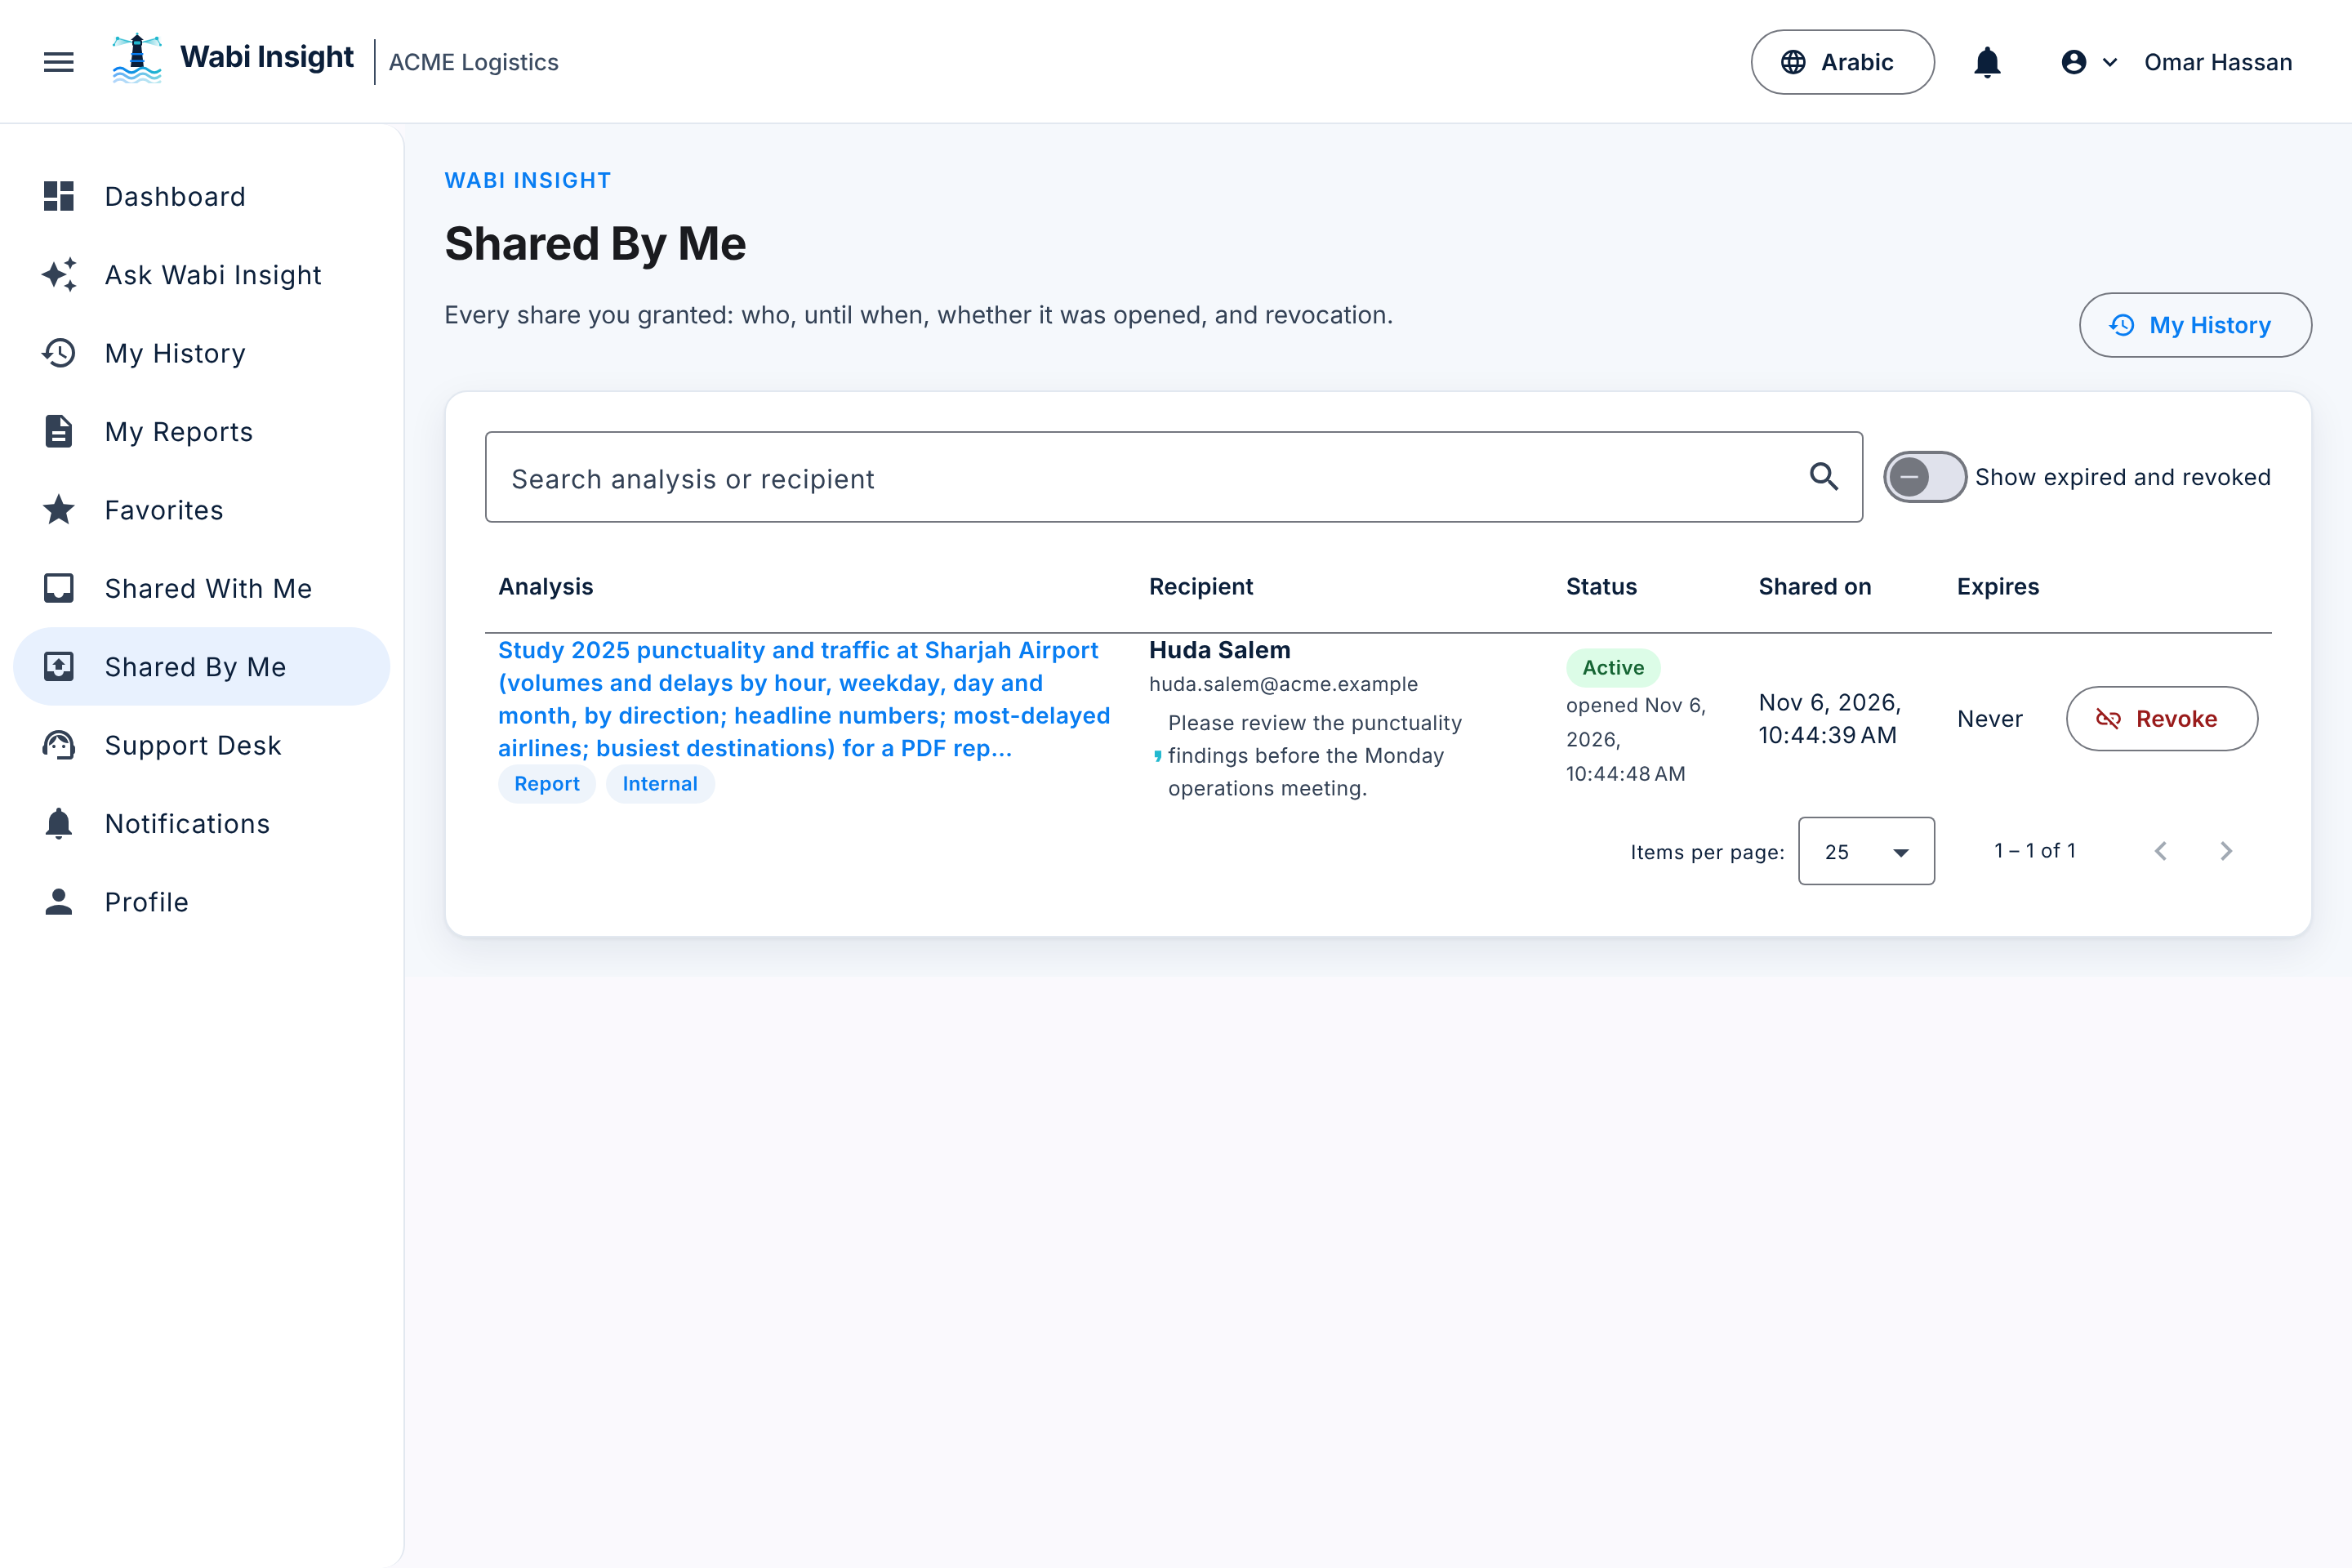 Wabi Insight
ACME Logistics
Arabic
Omar Hassan
Dashboard
Ask Wabi Insight
My History
My Reports
Favorites
Shared With Me
Shared By Me
Support Desk
Notifications
Profile
WABI INSIGHT
Shared By Me
Every share you granted: who, until when, whether it was opened, and revocation.
My History
Search analysis or recipient
Show expired and revoked
Analysis
Recipient
Status
Shared on
Expires
Study 2025 punctuality and traffic at Sharjah Airport
(volumes and delays by hour, weekday, day and
month, by direction; headline numbers; most-delayed
airlines; busiest destinations) for a PDF rep...
Report
Internal
Huda Salem
huda.salem@acme.example
Please review the punctuality
findings before the Monday
operations meeting.
Active
opened Nov 6,
2026,
10:44:48 AM
Nov 6, 2026,
10:44:39 AM
Never
Revoke
Items per page:
25
1 – 1 of 1